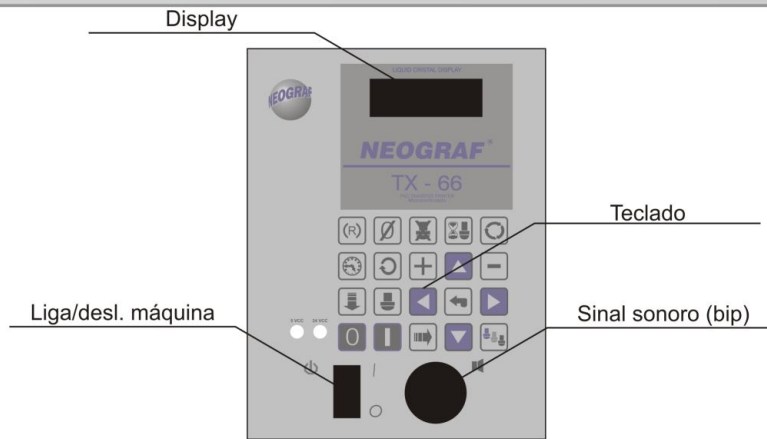 Display
LIQUID CRISTAL DISPLAY
NEOGRAF
NEOGRAF®
TX - 66
Teclado
(R)
Liga/desl. máquina
5 VCC
24 VCC
Sinal sonoro (bip)
0
I